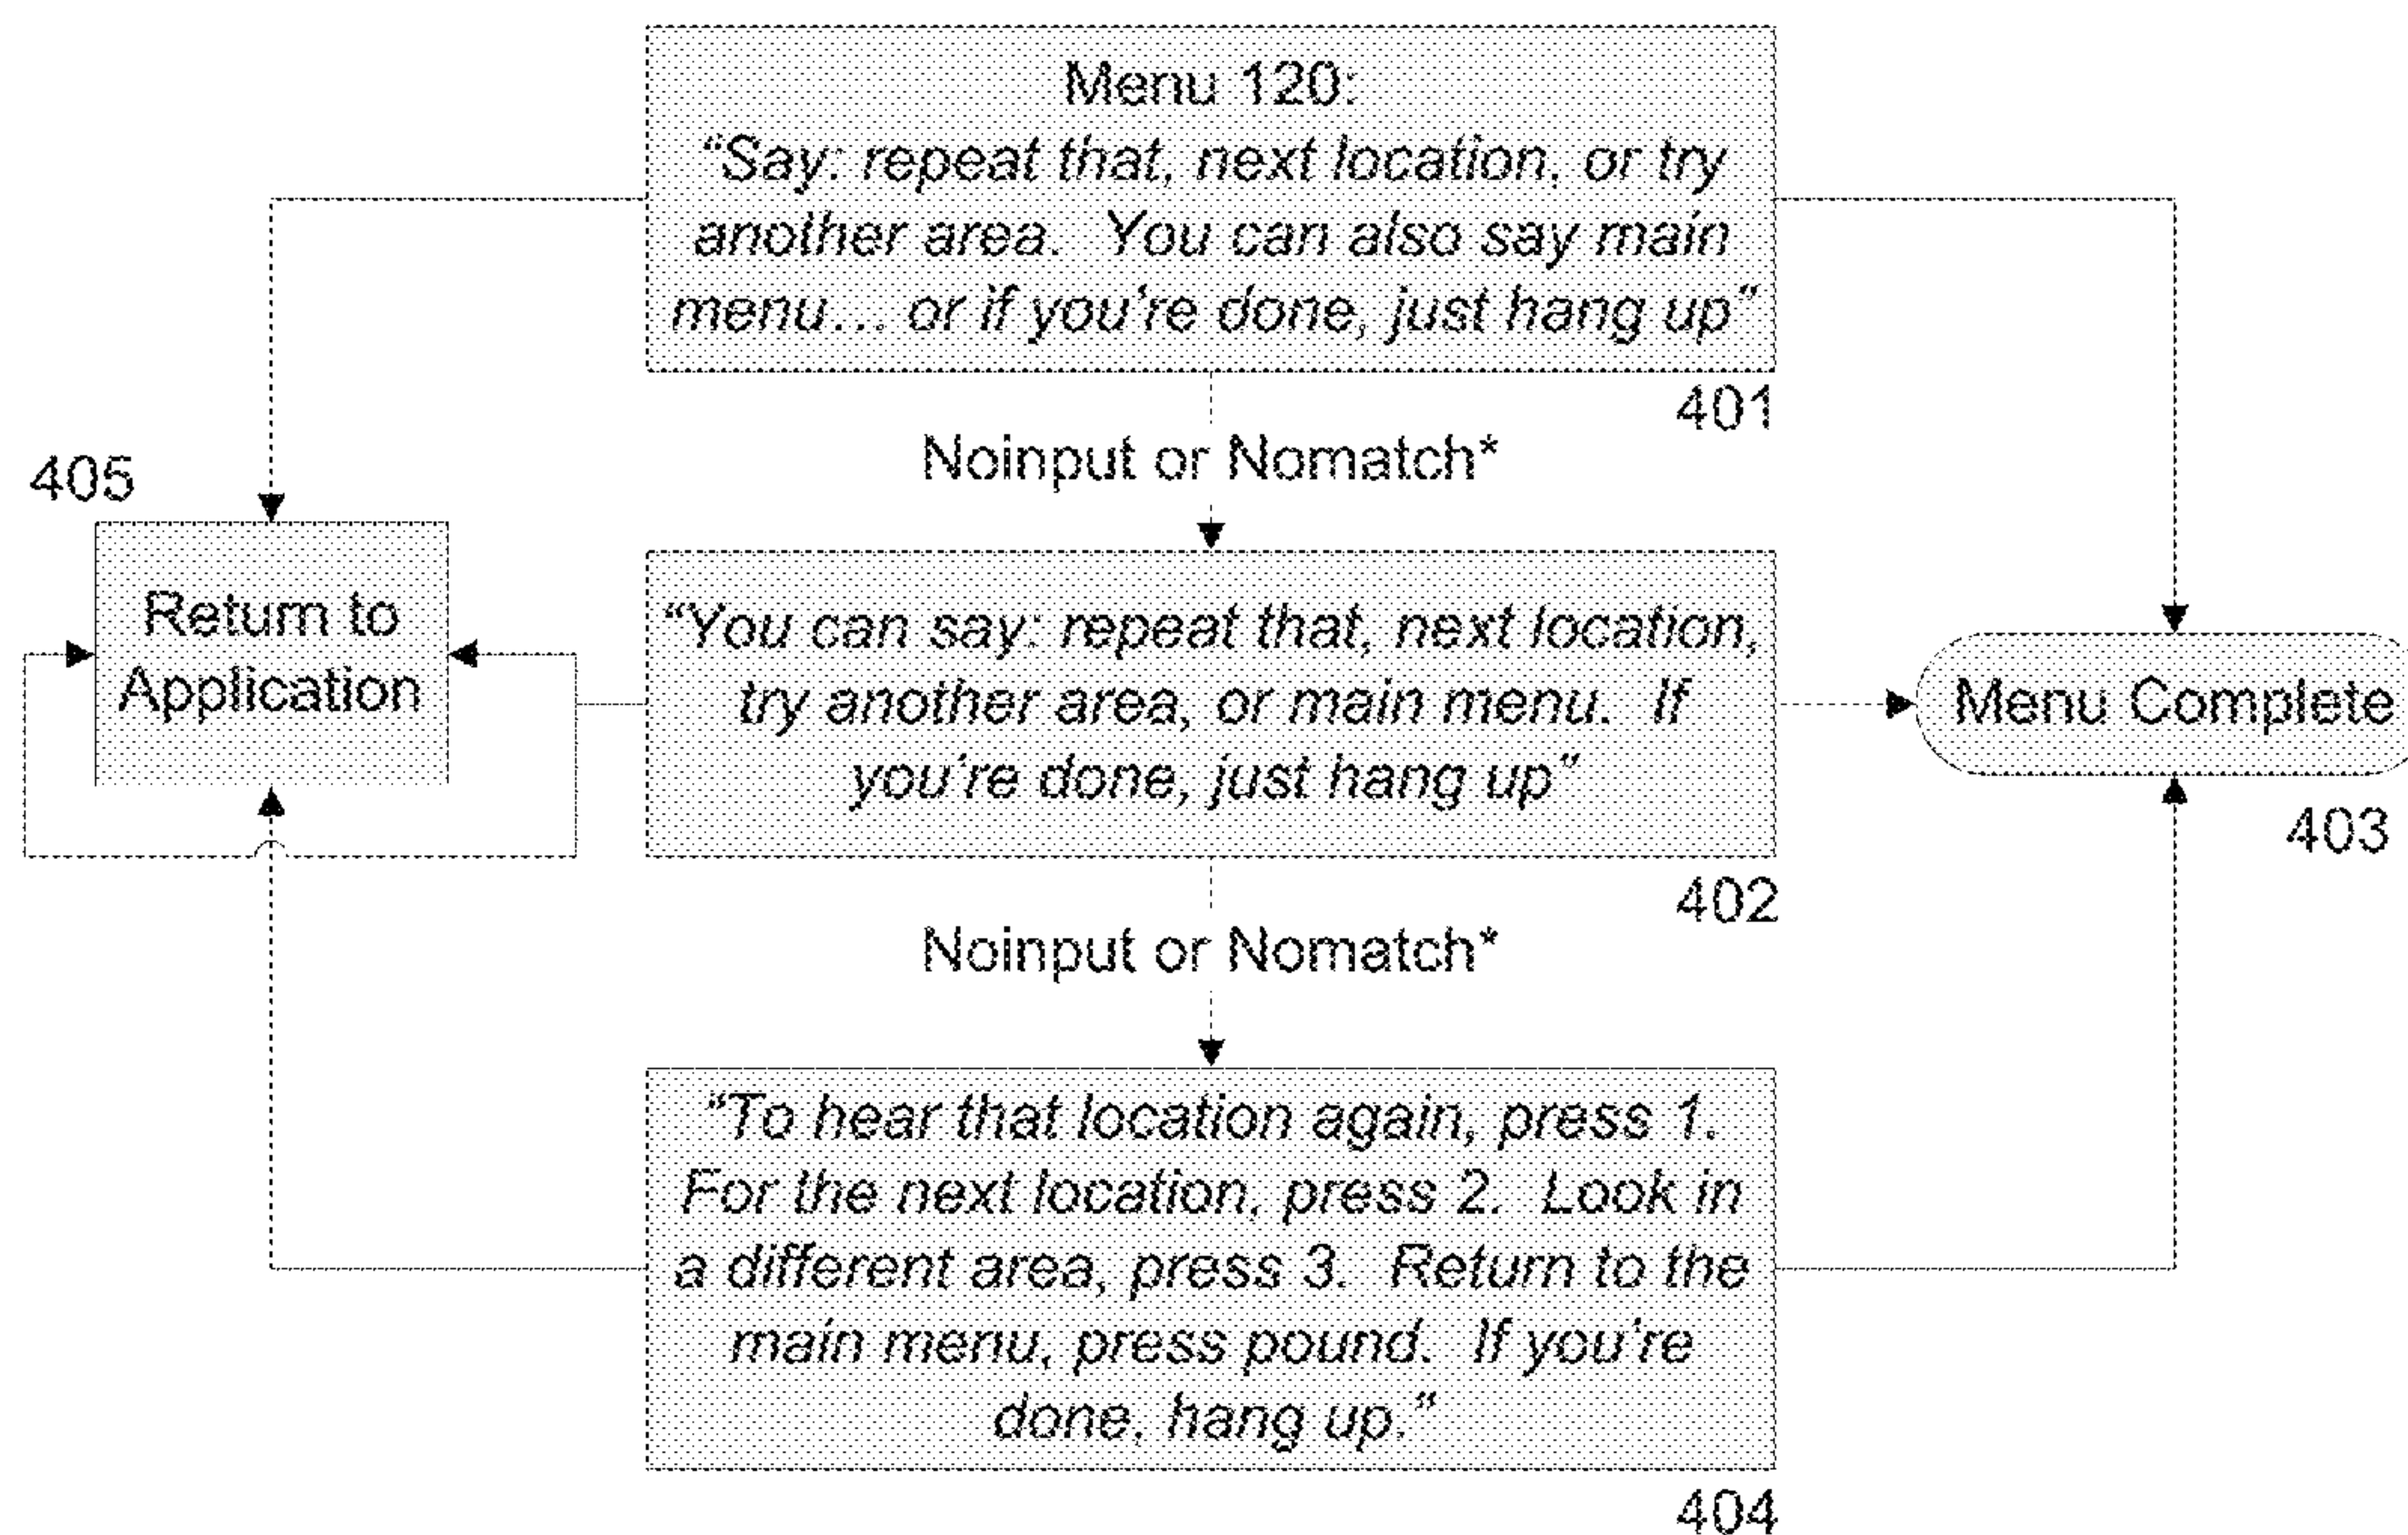 Menu 120:
“Say: repeat that, next location, or try
another area.  You can also say main
menu… or if you’re done, just hang up”
401
Noinput or Nomatch*
405
Return to
Application
“You can say: repeat that, next location,
try another area, or main menu.  If
you’re done, just hang up”
Menu Complete
403
402
Noinput or Nomatch*
“To hear that location again, press 1.
For the next location, press 2.  Look in
a different area, press 3.  Return to the
main menu, press pound.  If you’re
done, hang up.”
404